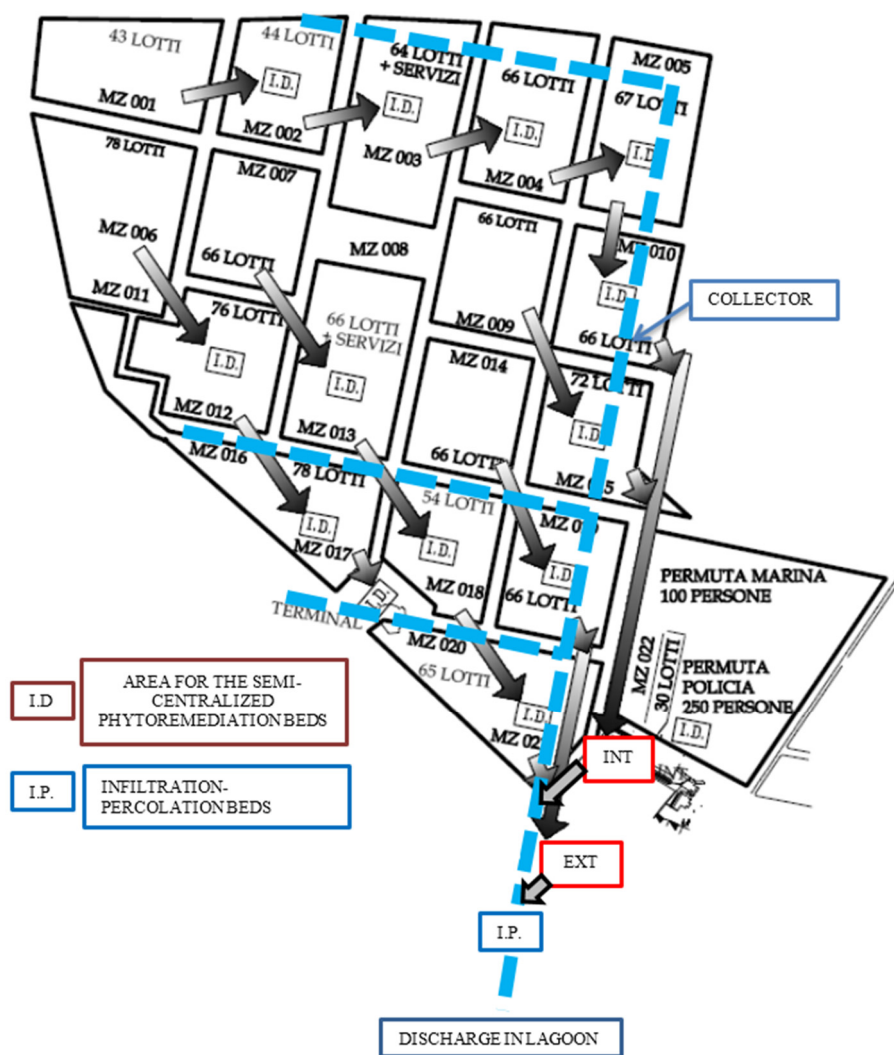 43 LOTTI
MZ 001
44 LOTTI
I.D.
MZ 002
64 LOTTI
+ SERVIZI
I.D.
MZ 003
66 LOTTI
I.D.
MZ 004
MZ 005
67 LOTTI
I.D
78 LOTTI
MZ 006
MZ 007
66 LOTTI
MZ 008
66 LOTTI
MZ 009
MZ 010
I.D
66 LOTTI
COLLECTOR
MZ 011
76 LOTTI
I.D.
MZ 012
66 LOTTI
+ SERVIZI
I.D.
MZ 013
MZ 014
66 LOTTI
72 LOTTI
I.D
MZ 016
78 LOTTI
I.D.
MZ 017
54 LOTTI
I.D.
MZ 018
I.D.
66 LOTTI
I.D.
TERMINAL
MZ 020
65 LOTTI
I.D.
PERMUTA MARINA
100 PERSONE
MZ 022
30 LOTTI
PERMUTA
POLICIA
250 PERSONE
I.D.
I.D
AREA FOR THE SEMI-
CENTRALIZED
PHYTOREMEDIATION BEDS
I.P.
INFILTRATION-
PERCOLATION BEDS
INT
EXT
I.P.
DISCHARGE IN LAGOON